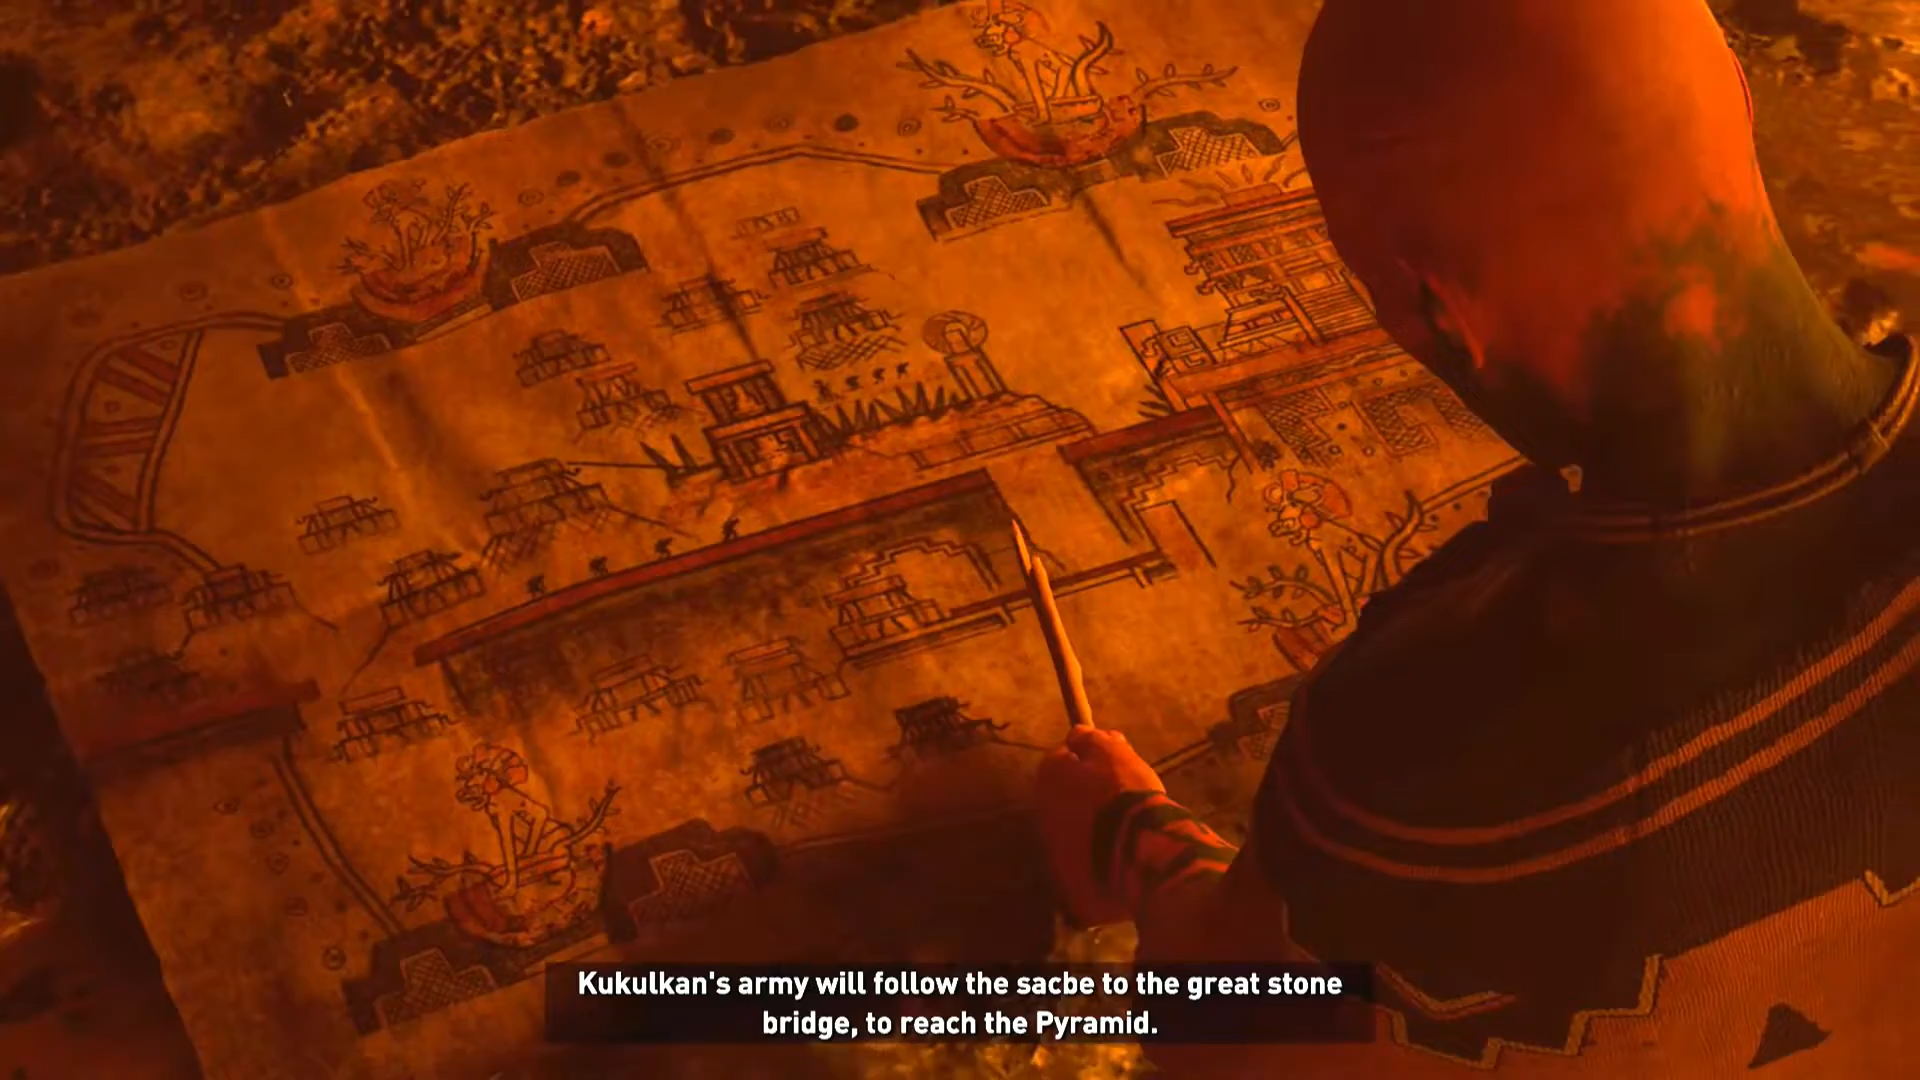 Kukulkan's army will follow the sacbe to the great stone
bridge, to reach the Pyramid.